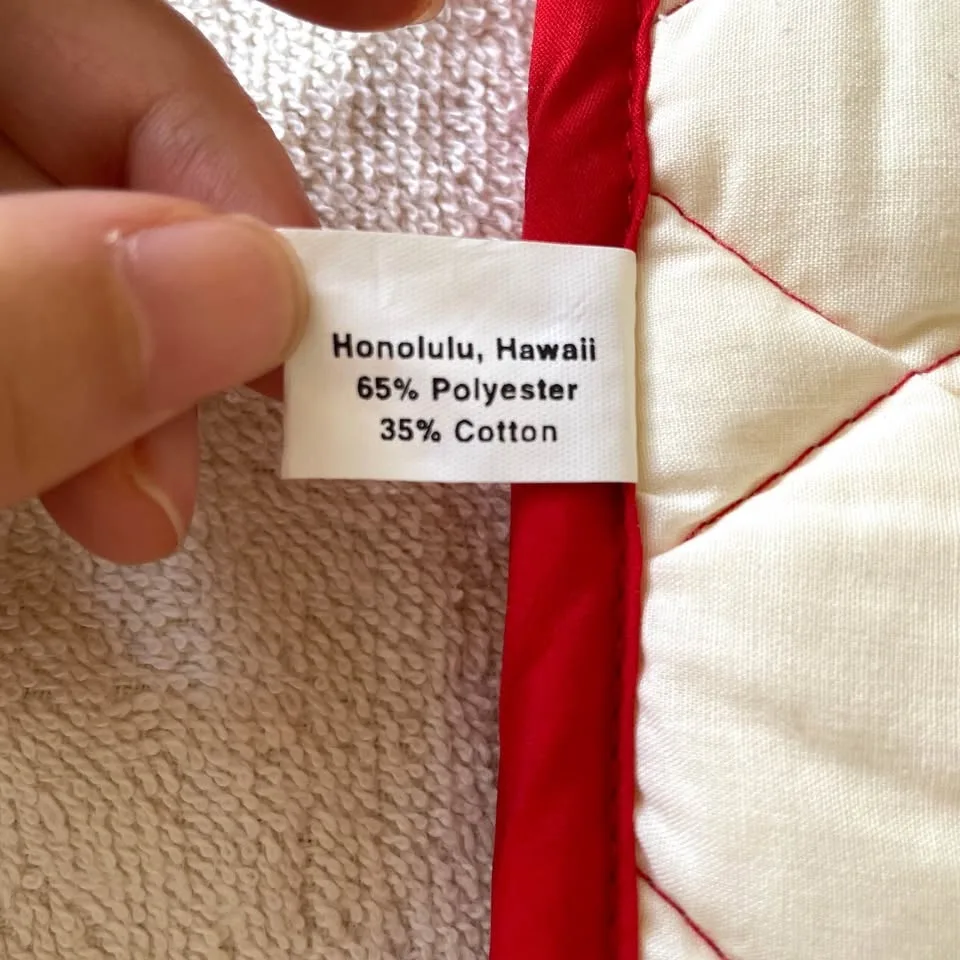 Honolulu, Hawaii
65% Polyester
35% Cotton